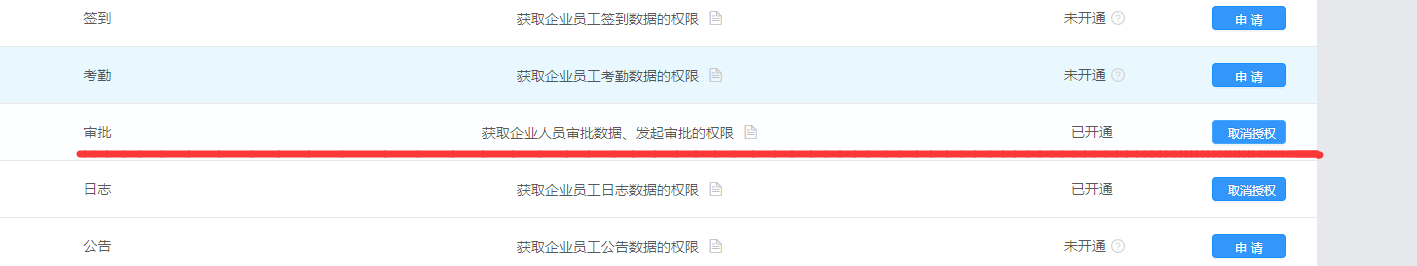 签到 获取企业员工签到数据的权限 未开通 申 请
考勤 获取企业员工考勤数据的权限 未开通 申 请
审批 获取企业人员审批数据、发起审批的权限 已开通 取消授权
日志 获取企业员工日志数据的权限 已开通 取消授权
公告 获取企业员工公告数据的权限 未开通 申 请